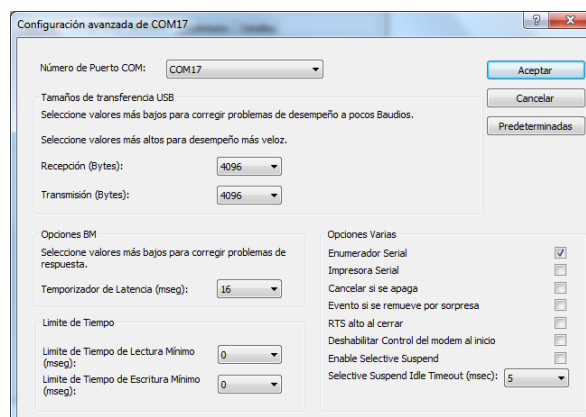 Configuración avanzada de COM17
Número de Puerto COM: COM17
Aceptar
Cancelar
Predeterminadas
Tamaños de transferencia USB
Seleccione valores más bajos para corregir problemas de desempeño a pocos Baudios.
Seleccione valores más altos para desempeño más veloz.
Recepción (Bytes): 4096
Transmisión (Bytes): 4096
Opciones BM
Seleccione valores más bajos para corregir problemas de
respuesta.
Temporizador de Latencia (mseg): 16
Limite de Tiempo
Limite de Tiempo de Lectura Mínimo
(mseg): 0
Limite de Tiempo de Escritura Mínimo
(mseg): 0
Opciones Varias
Enumerador Serial
Impresora Serial
Cancelar si se apaga
Evento si se remueve por sorpresa
RTS alto al cerrar
Deshabilitar Control del modem al inicio
Enable Selective Suspend
Selective Suspend Idle Timeout (msec): 5